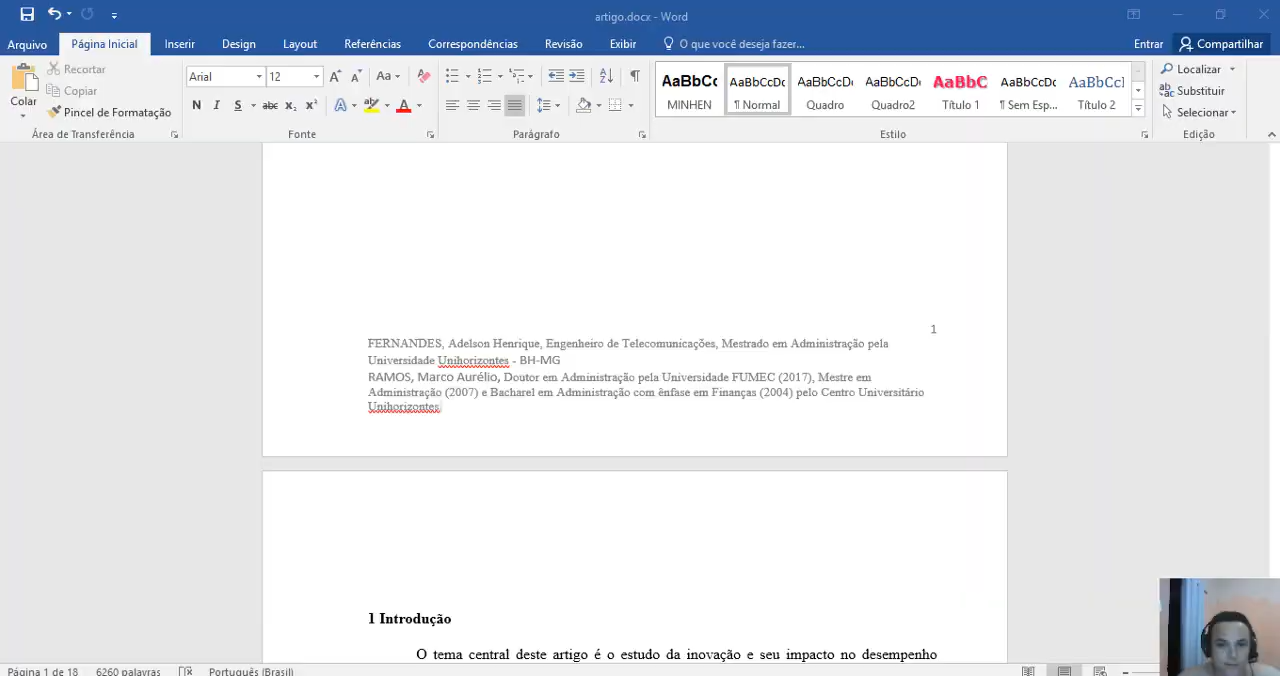 artigo.docx - Word
Arquivo Página Inicial Inserir Design Layout Referências Correspondências Revisão Exibir O que você deseja fazer... Entrar Compartilhar
Colar
Recortar
Copiar
Pincel de Formatação
Área de Transferência
Arial 12
Aa
N I S abc x₂ x² A ab A
Fonte
Parágrafo
AaBbCc AaBbCcDc AaBbCcDc AaBbCcDc AaBbC AaBbCcDc AaBbCcI
MINHEN ¶ Normal Quadro Quadro2 Título 1 ¶ Sem Esp... Título 2
Estilo
Localizar
Substituir
Selecionar
Edição
1
FERNANDES, Adelson Henrique, Engenheiro de Telecomunicações, Mestrado em Administração pela
Universidade Unihorizontes - BH-MG
RAMOS, Marco Aurélio, Doutor em Administração pela Universidade FUMEC (2017), Mestre em
Administração (2007) e Bacharel em Administração com ênfase em Finanças (2004) pelo Centro Universitário
Unihorizontes
1 Introdução
O tema central deste artigo é o estudo da inovação e seu impacto no desempenho
Página 1 de 18 6260 palavras Português (Brasil)